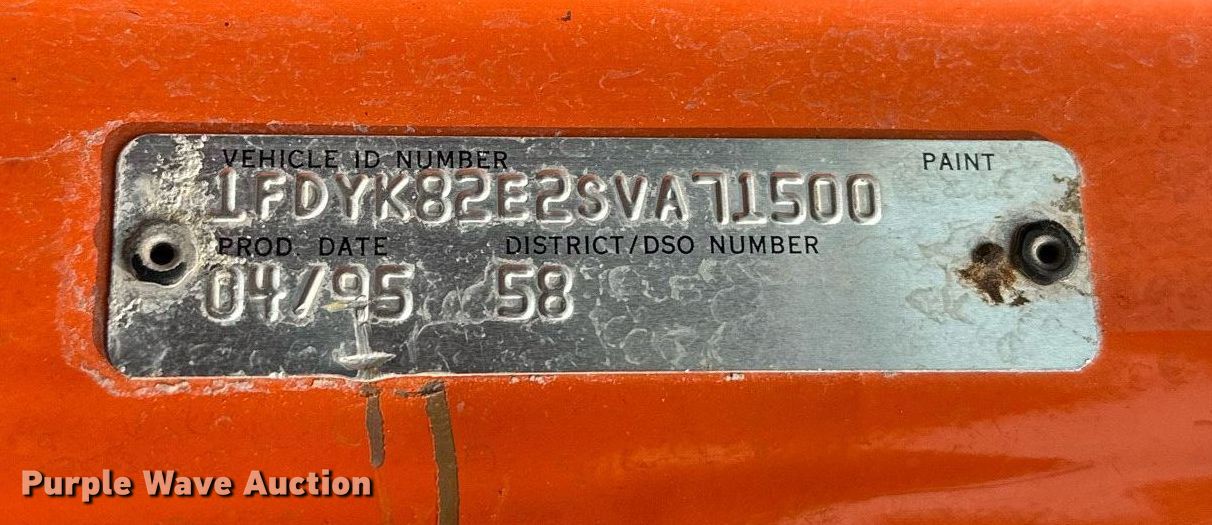 VEHICLE ID NUMBER PAINT
1FDYK82E2SVA71500
PROD. DATE DISTRICT/DSO NUMBER
04/95 58
Purple Wave Auction